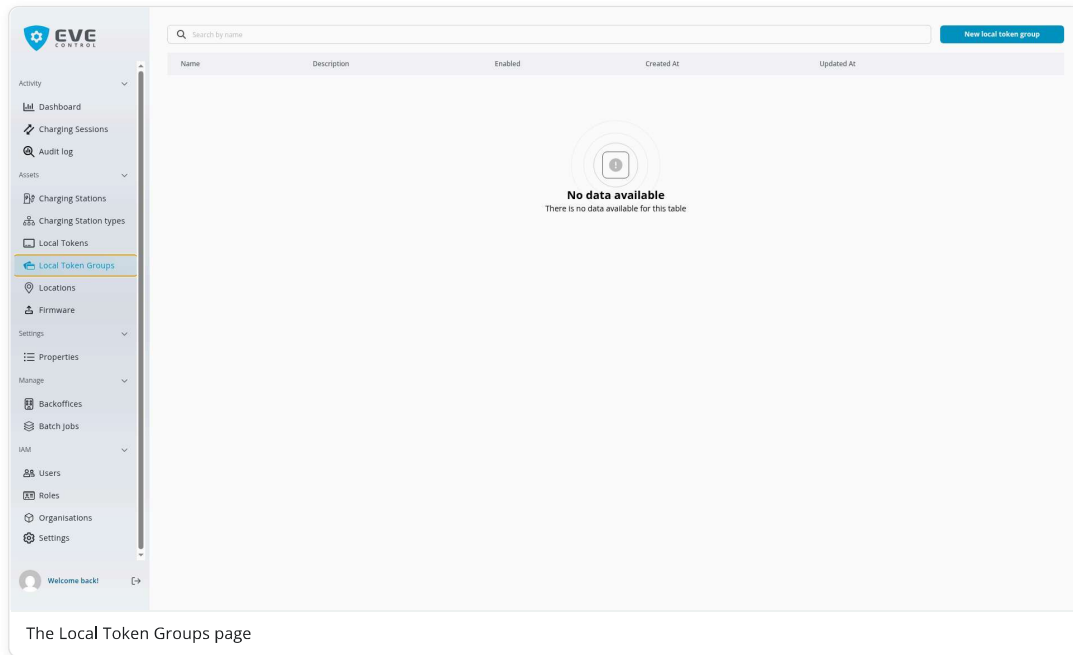 EVE
CONTROL
Activity
Dashboard
Charging Sessions
Audit log
Assets
Charging Stations
Charging Station types
Local Tokens
Local Token Groups
Locations
Firmware
Settings
Properties
Manage
Backoffices
Batch Jobs
IAM
Users
Roles
Organisations
Settings
Welcome back!
Search by name
New local token group
Name Description Enabled Created At Updated At
No data available
There is no data available for this table
The Local Token Groups page